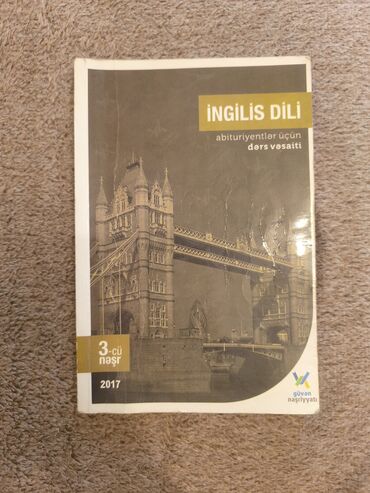 İNGİLİS DİLİ
abituriyentlər üçün
dərs vəsaiti
3-cü
nəşr
2017
güvən
nəşriyyatı